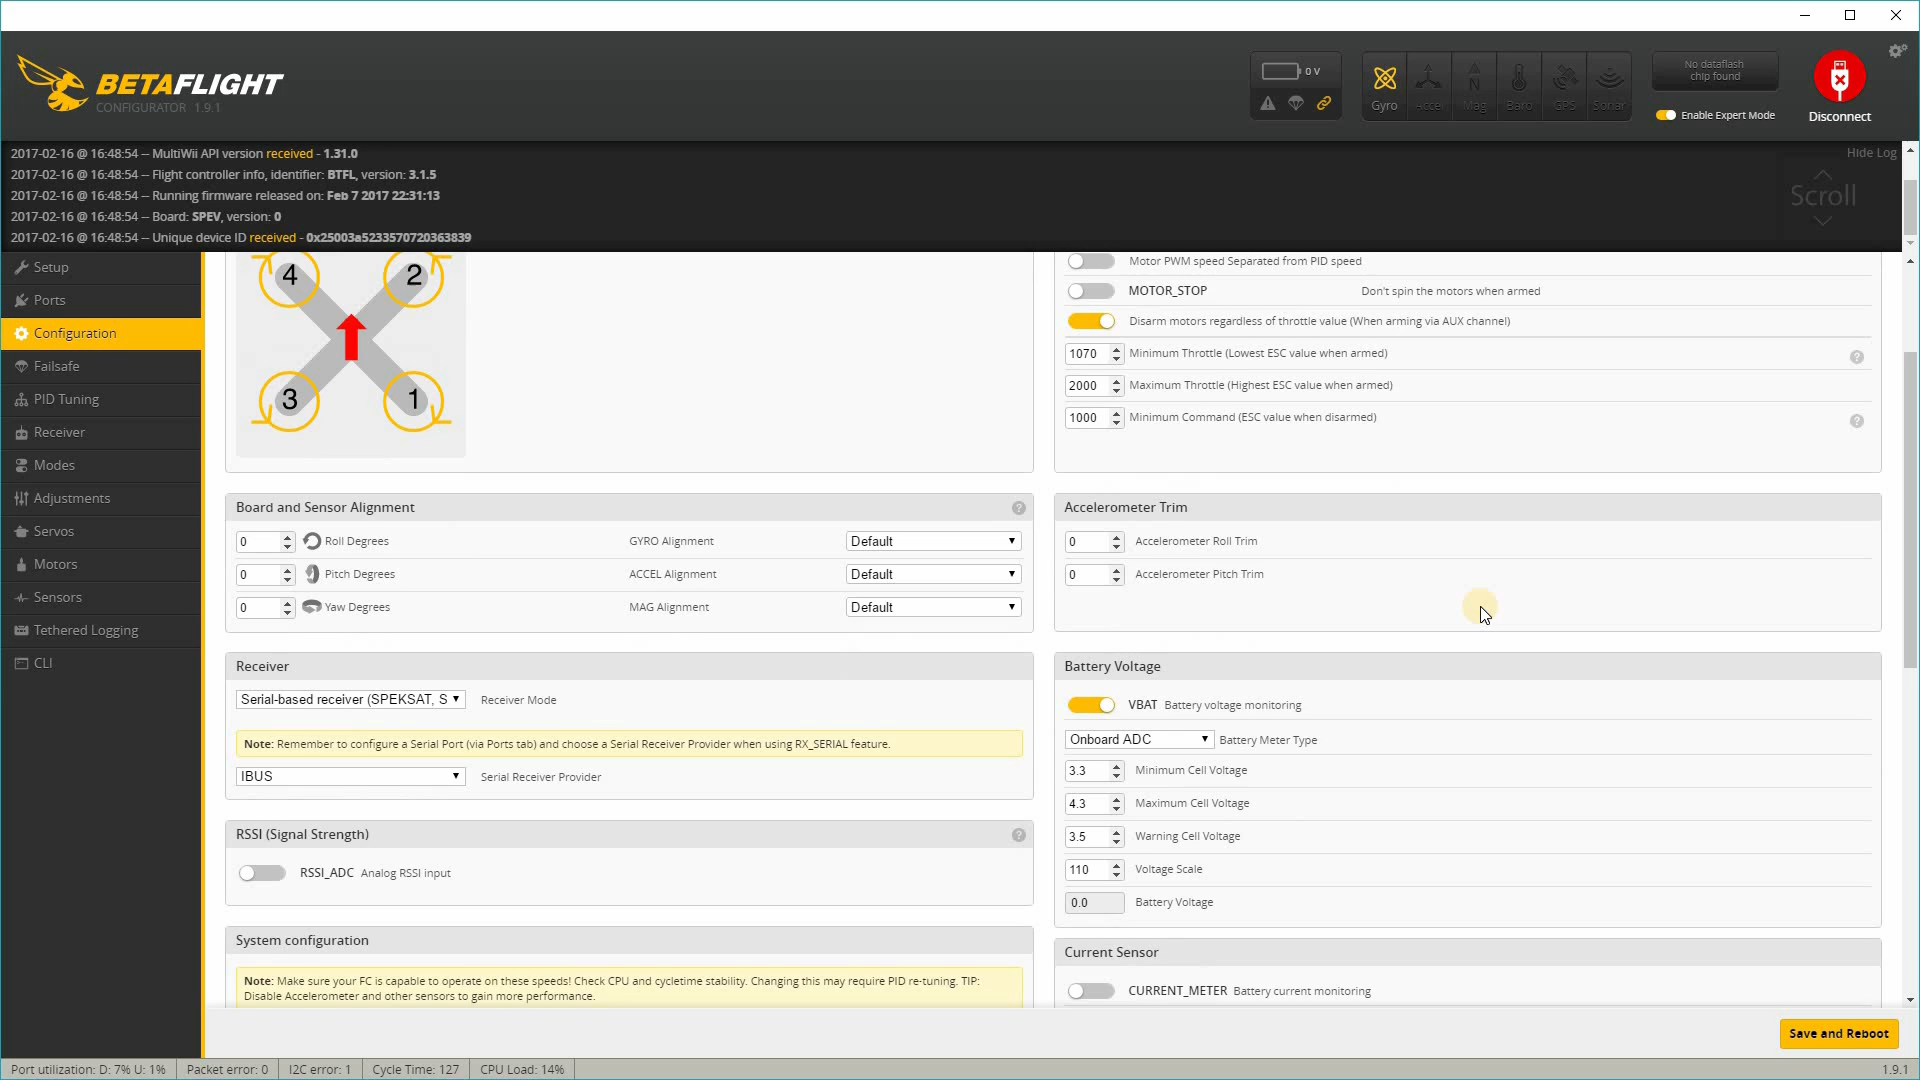 BETAFLIGHT
CONFIGURATOR 1.9.1
0 V
Gyro
Accel
Mag
Baro
GPS
Sonar
No dataflash
chip found
Enable Expert Mode
Disconnect
2017-02-16 @ 16:48:54 -- MultiWii API version received - 1.31.0
2017-02-16 @ 16:48:54 -- Flight controller info, identifier: BTFL, version: 3.1.5
2017-02-16 @ 16:48:54 -- Running firmware released on: Feb 7 2017 22:31:13
2017-02-16 @ 16:48:54 -- Board: SPEV, version: 0
2017-02-16 @ 16:48:54 -- Unique device ID received - 0x25003a5233570720363839
Hide Log
Scroll
Setup
Ports
Configuration
Failsafe
PID Tuning
Receiver
Modes
Adjustments
Servos
Motors
Sensors
Tethered Logging
CLI
4
2
3
1
Motor PWM speed Separated from PID speed
MOTOR_STOP Don't spin the motors when armed
Disarm motors regardless of throttle value (When arming via AUX channel)
1070 Minimum Throttle (Lowest ESC value when armed)
?
2000 Maximum Throttle (Highest ESC value when armed)
1000 Minimum Command (ESC value when disarmed)
?
Board and Sensor Alignment
?
0 Roll Degrees GYRO Alignment Default
0 Pitch Degrees ACCEL Alignment Default
0 Yaw Degrees MAG Alignment Default
Accelerometer Trim
0 Accelerometer Roll Trim
0 Accelerometer Pitch Trim
Receiver
Serial-based receiver (SPEKSAT, S Receiver Mode
Note: Remember to configure a Serial Port (via Ports tab) and choose a Serial Receiver Provider when using RX_SERIAL feature.
IBUS Serial Receiver Provider
Battery Voltage
VBAT Battery voltage monitoring
Onboard ADC Battery Meter Type
3.3 Minimum Cell Voltage
4.3 Maximum Cell Voltage
3.5 Warning Cell Voltage
110 Voltage Scale
0.0 Battery Voltage
RSSI (Signal Strength)
?
RSSI_ADC Analog RSSI input
System configuration
Note: Make sure your FC is capable to operate on these speeds! Check CPU and cycletime stability. Changing this may require PID re-tuning. TIP:
Disable Accelerometer and other sensors to gain more performance.
Current Sensor
CURRENT_METER Battery current monitoring
Save and Reboot
Port utilization: D: 7% U: 1% Packet error: 0 I2C error: 1 Cycle Time: 127 CPU Load: 14%
1.9.1